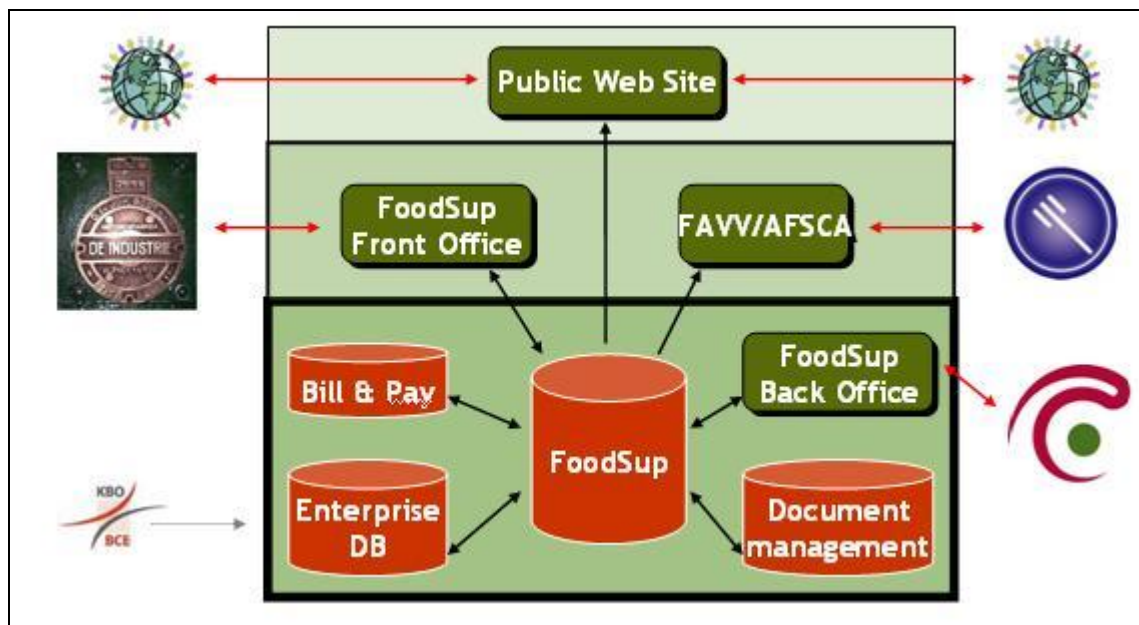 Public Web Site
FoodSup
Front Office
FAVV/AFSCA
DE INDUSTRIE
Bill & Pay
FoodSup
Back Office
FoodSup
KBO
BCE
Enterprise
DB
Document
management